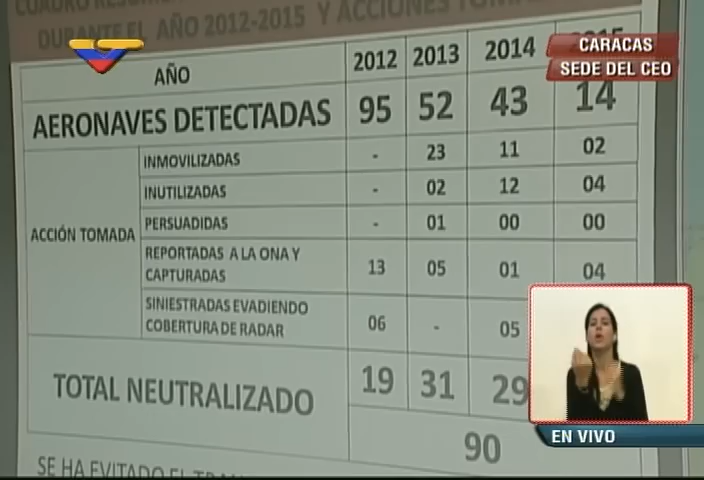 CUADRO
DURANTE EL AÑO 2012-2015 Y ACCIONES
AÑO 2012 2013 2014 2015
AERONAVES DETECTADAS 95 52 43 14
ACCIÓN TOMADA
INMOVILIZADAS - 23 11 02
INUTILIZADAS - 02 12 04
PERSUADIDAS - 01 00 00
REPORTADAS A LA ONA Y
CAPTURADAS 13 05 01 04
SINIESTRADAS EVADIENDO
COBERTURA DE RADAR 06 - 05
TOTAL NEUTRALIZADO 19 31 29
90
SE HA EVITADO EL
CARACAS
SEDE DEL CEO
EN VIVO